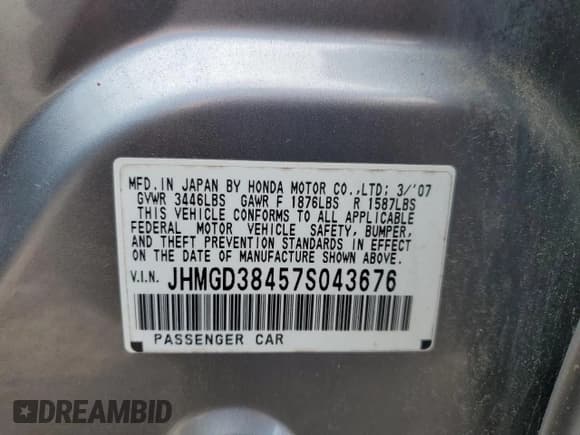 MFD. IN JAPAN BY HONDA MOTOR CO.,LTD; 3/'07
GVWR 3446LBS GAWR F 1876LBS R 1587LBS
THIS VEHICLE CONFORMS TO ALL APPLICABLE
FEDERAL MOTOR VEHICLE SAFETY, BUMPER,
AND THEFT PREVENTION STANDARDS IN EFFECT
ON THE DATE OF MANUFACTURE SHOWN ABOVE.
V.I.N. JHMGD38457S043676
PASSENGER CAR
DREAMBID